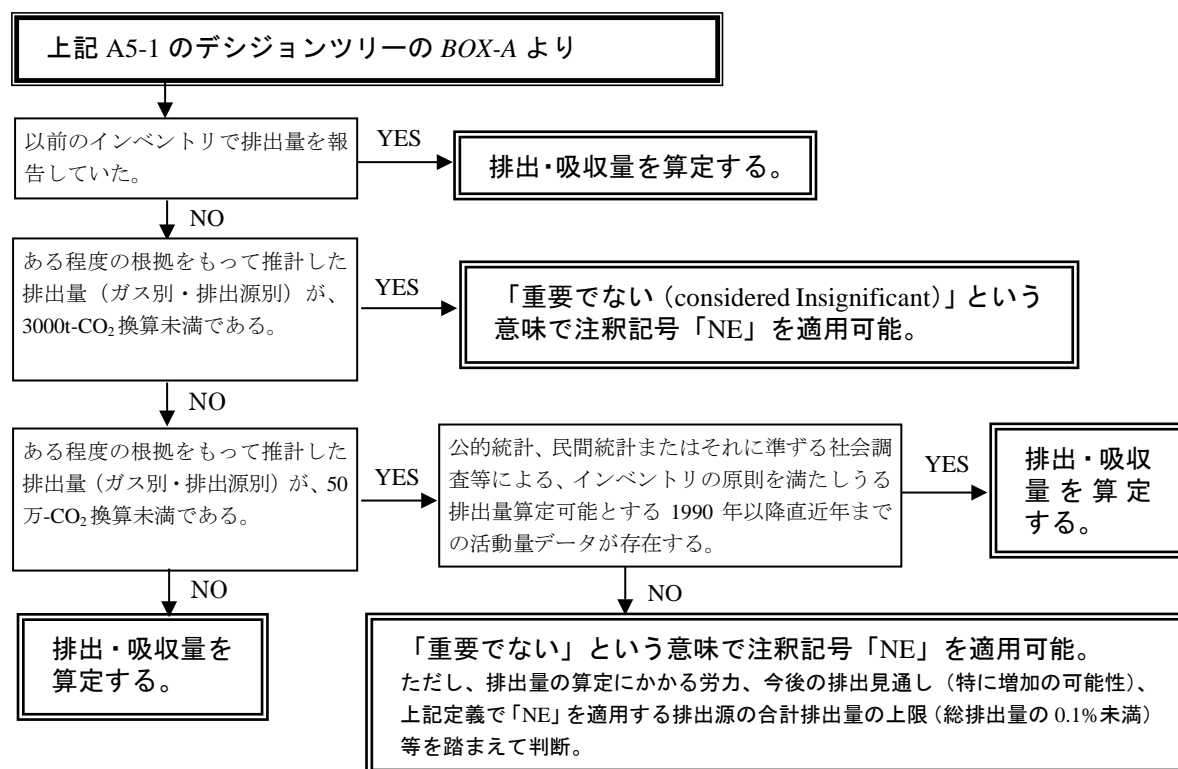 上記 A5-1 のデシジョンツリーの BOX-A より
以前のインベントリで排出量を報
告していた。
YES
排出・吸収量を算定する。
NO
ある程度の根拠をもって推計した
排出量（ガス別・排出源別）が、
3000t-CO₂換算未満である。
YES
「重要でない（considered Insignificant）」という
意味で注釈記号「NE」を適用可能。
NO
ある程度の根拠をもって推計した
排出量（ガス別・排出源別）が、50
万-CO₂換算未満である。
YES
公的統計、民間統計またはそれに準ずる社会調
査等による、インベントリの原則を満たしうる
排出量算定可能とする 1990 年以降直近年まで
の活動量データが存在する。
YES
排出・吸収
量を算定
する。
NO
排出・吸収量を
算定する。
NO
「重要でない」という意味で注釈記号「NE」を適用可能。
ただし、排出量の算定にかかる労力、今後の排出見通し（特に増加の可能性）、
上記定義で「NE」を適用する排出源の合計排出量の上限（総排出量の 0.1%未満）
等を踏まえて判断。